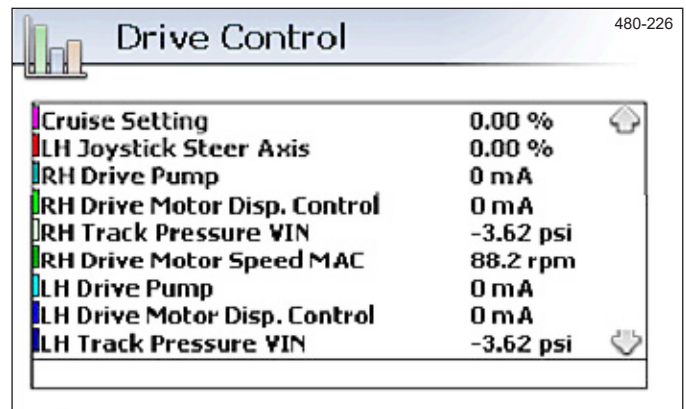 Drive Control
480-226
Cruise Setting 0.00 %
LH Joystick Steer Axis 0.00 %
RH Drive Pump 0 mA
RH Drive Motor Disp. Control 0 mA
RH Track Pressure VIN -3.62 psi
RH Drive Motor Speed MAC 88.2 rpm
LH Drive Pump 0 mA
LH Drive Motor Disp. Control 0 mA
LH Track Pressure VIN -3.62 psi